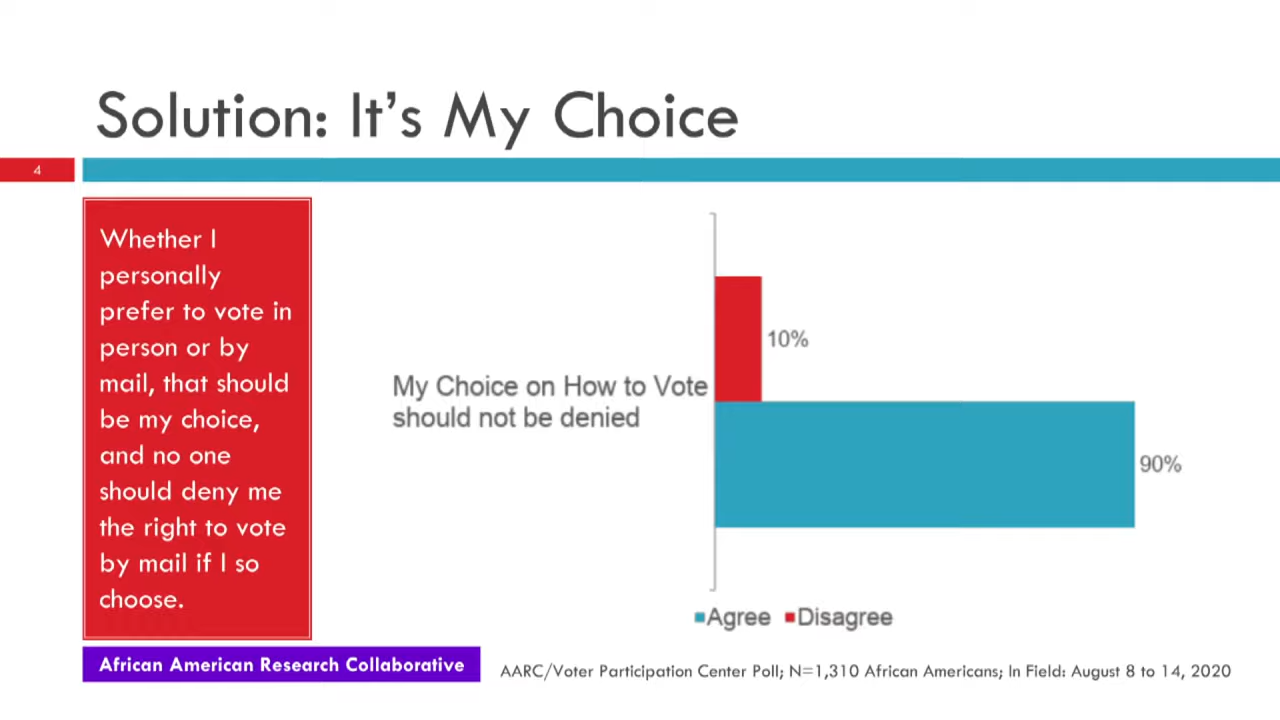 Solution: It's My Choice
4
Whether I
personally
prefer to vote in
person or by
mail, that should
be my choice,
and no one
should deny me
the right to vote
by mail if I so
choose.
10%
My Choice on How to Vote
should not be denied
90%
Agree Disagree
African American Research Collaborative
AARC/Voter Participation Center Poll; N=1,310 African Americans; In Field: August 8 to 14, 2020